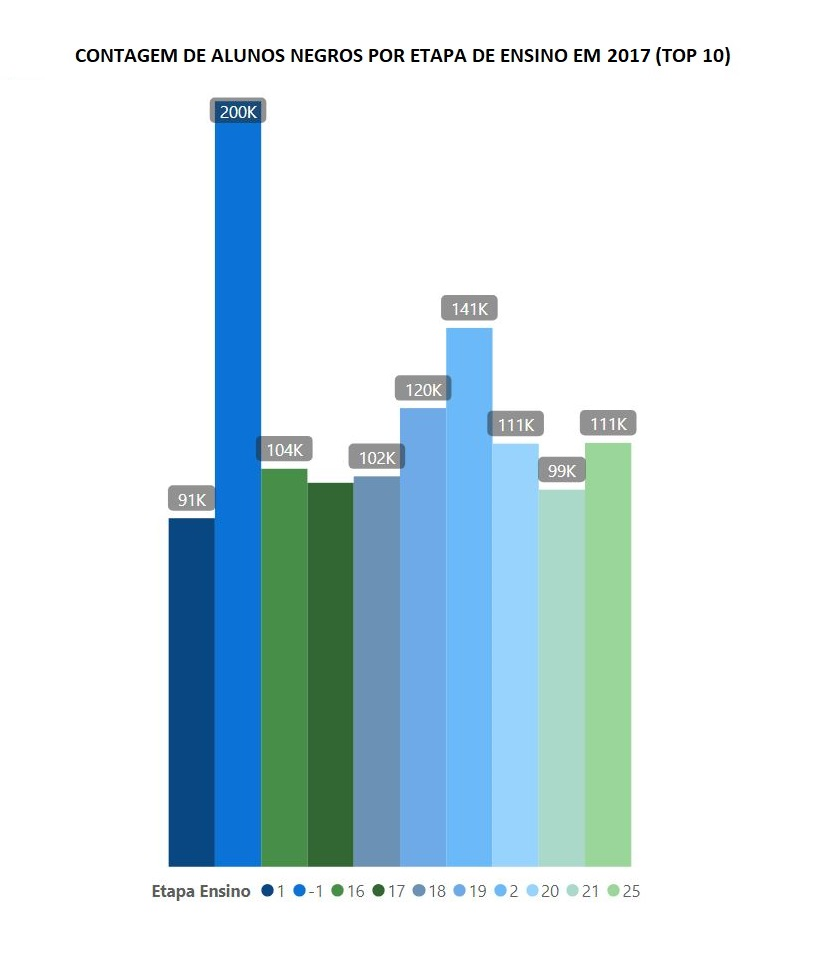 CONTAGEM DE ALUNOS NEGROS POR ETAPA DE ENSINO EM 2017 (TOP 10)
200K
141K
120K
111K
111K
104K
102K
99K
91K
Etapa Ensino 1 -1 16 17 18 19 2 20 21 25